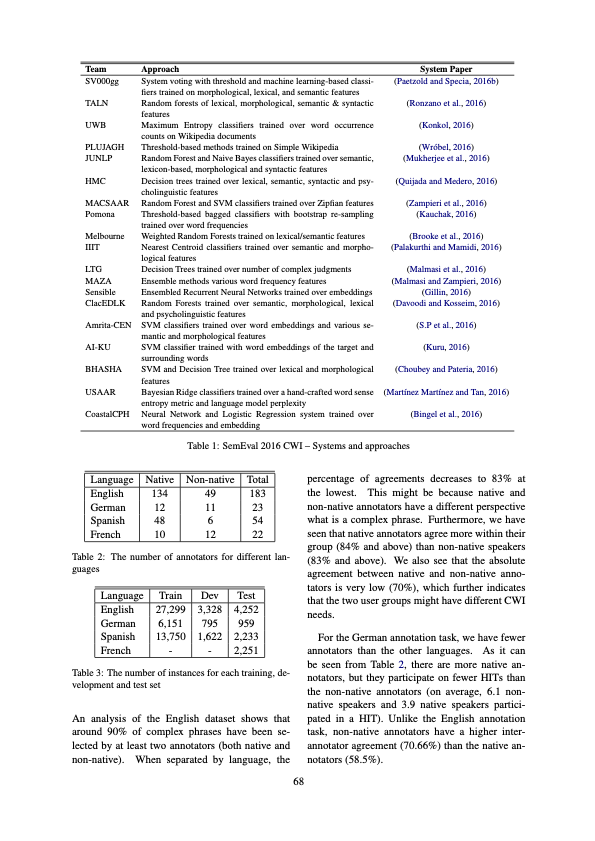 Team Approach System Paper
SV000gg System voting with threshold and machine learning-based classi- (Paetzold and Specia, 2016b)
fiers trained on morphological, lexical, and semantic features
TALN Random forests of lexical, morphological, semantic & syntactic (Ronzano et al., 2016)
features
UWB Maximum Entropy classifiers trained over word occurrence (Konkol, 2016)
counts on Wikipedia documents
PLUJAGH Threshold-based methods trained on Simple Wikipedia (Wróbel, 2016)
JUNLP Random Forest and Naive Bayes classifiers trained over semantic, (Mukherjee et al., 2016)
lexicon-based, morphological and syntactic features
HMC Decision trees trained over lexical, semantic, syntactic and psy- (Quijada and Medero, 2016)
cholinguistic features
MACSAAR Random Forest and SVM classifiers trained over Zipfian features (Zampieri et al., 2016)
Pomona Threshold-based bagged classifiers with bootstrap re-sampling (Kauchak, 2016)
trained over word frequencies
Melbourne Weighted Random Forests trained on lexical/semantic features (Brooke et al., 2016)
IIIT Nearest Centroid classifiers trained over semantic and morpho- (Palakurthi and Mamidi, 2016)
logical features
LTG Decision Trees trained over number of complex judgments (Malmasi et al., 2016)
MAZA Ensemble methods various word frequency features (Malmasi and Zampieri, 2016)
Sensible Ensembled Recurrent Neural Networks trained over embeddings (Gillin, 2016)
ClacEDLK Random Forests trained over semantic, morphological, lexical (Davoodi and Kosseim, 2016)
and psycholinguistic features
Amrita-CEN SVM classifiers trained over word embeddings and various se- (S.P et al., 2016)
mantic and morphological features
AI-KU SVM classifier trained with word embeddings of the target and (Kuru, 2016)
surrounding words
BHASHA SVM and Decision Tree trained over lexical and morphological (Choubey and Pateria, 2016)
features
USAAR Bayesian Ridge classifiers trained over a hand-crafted word sense (Martínez Martínez and Tan, 2016)
entropy metric and language model perplexity
CoastalCPH Neural Network and Logistic Regression system trained over (Bingel et al., 2016)
word frequencies and embedding
Table 1: SemEval 2016 CWI – Systems and approaches
Language Native Non-native Total
English 134 49 183
German 12 11 23
Spanish 48 6 54
French 10 12 22
Table 2: The number of annotators for different lan-
guages
Language Train Dev Test
English 27,299 3,328 4,252
German 6,151 795 959
Spanish 13,750 1,622 2,233
French - - 2,251
Table 3: The number of instances for each training, de-
velopment and test set
An analysis of the English dataset shows that
around 90% of complex phrases have been se-
lected by at least two annotators (both native and
non-native). When separated by language, the
percentage of agreements decreases to 83% at
the lowest. This might be because native and
non-native annotators have a different perspective
what is a complex phrase. Furthermore, we have
seen that native annotators agree more within their
group (84% and above) than non-native speakers
(83% and above). We also see that the absolute
agreement between native and non-native anno-
tators is very low (70%), which further indicates
that the two user groups might have different CWI
needs.
For the German annotation task, we have fewer
annotators than the other languages. As it can
be seen from Table 2, there are more native an-
notators, but they participate on fewer HITs than
the non-native annotators (on average, 6.1 non-
native speakers and 3.9 native speakers partici-
pated in a HIT). Unlike the English annotation
task, non-native annotators have a higher inter-
annotator agreement (70.66%) than the native an-
notators (58.5%).
68